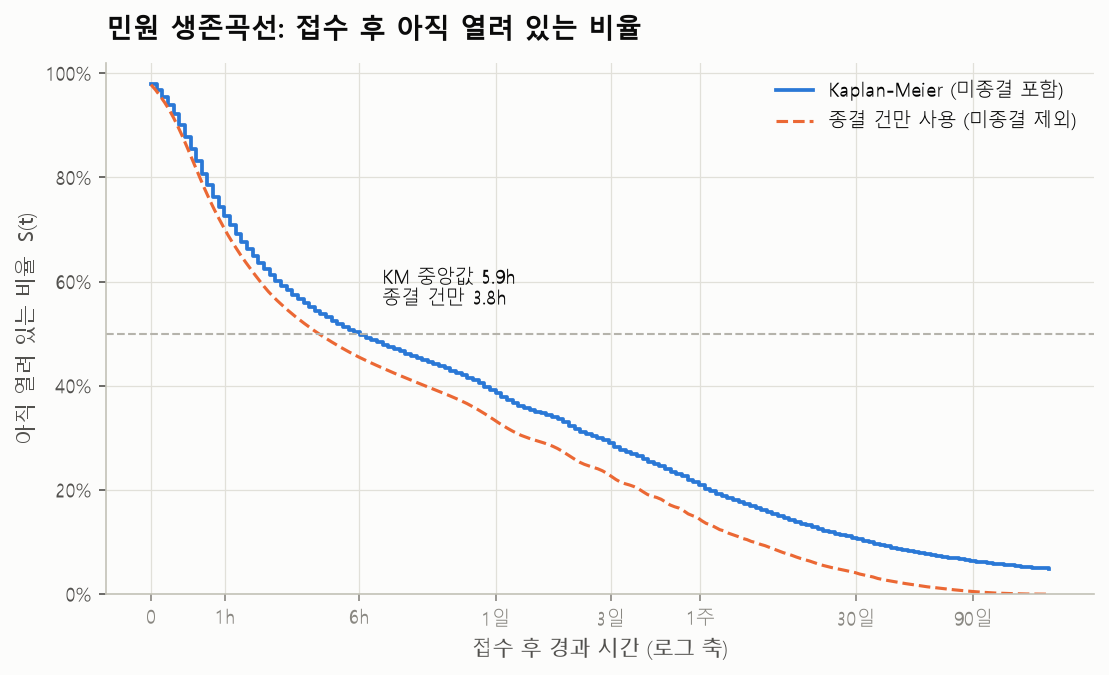 민원 생존곡선: 접수 후 아직 열려 있는 비율
아직 열려 있는 비율 S(t)
100%
80%
60%
40%
20%
0%
Kaplan-Meier (미종결 포함)
종결 건만 사용 (미종결 제외)
KM 중앙값 5.9h
종결 건만 3.8h
0 1h 6h 1일 3일 1주 30일 90일
접수 후 경과 시간 (로그 축)